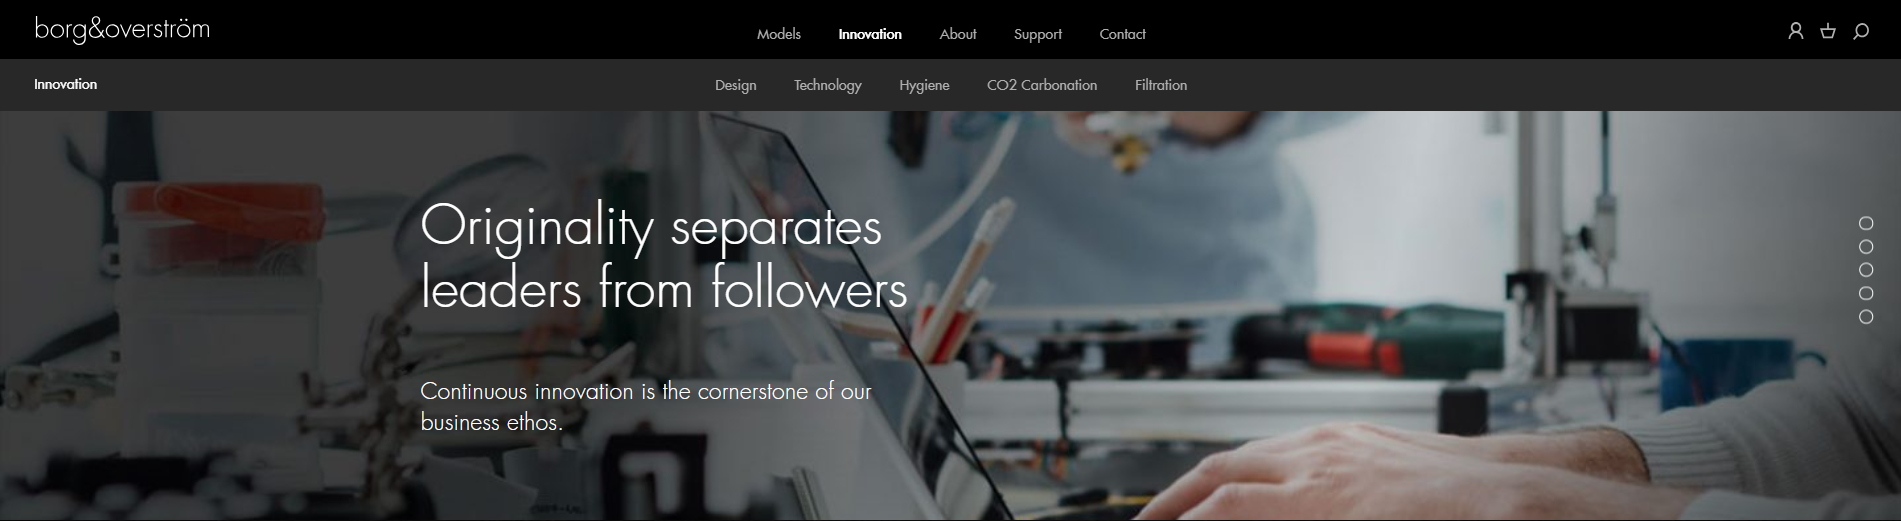 borg&overström
Models Innovation About Support Contact
Innovation
Design Technology Hygiene CO2 Carbonation Filtration
Originality separates
leaders from followers
Continuous innovation is the cornerstone of our
business ethos.